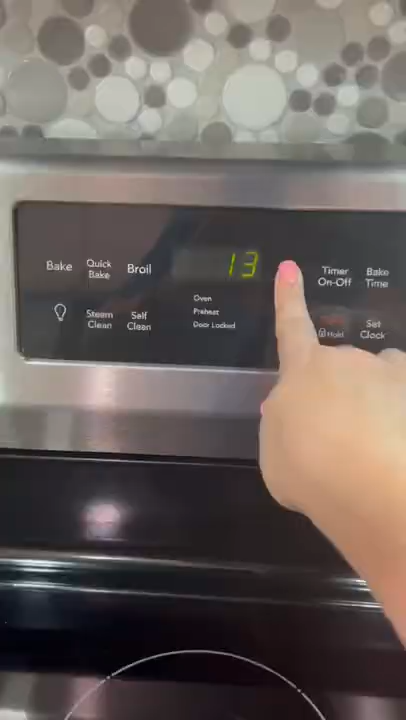 Bake
Quick
Bake
Broil
13
Timer
On-Off
Bake
Time
Steam
Clean
Self
Clean
Oven
Preheat
Door Locked
Hold
Set
Clock